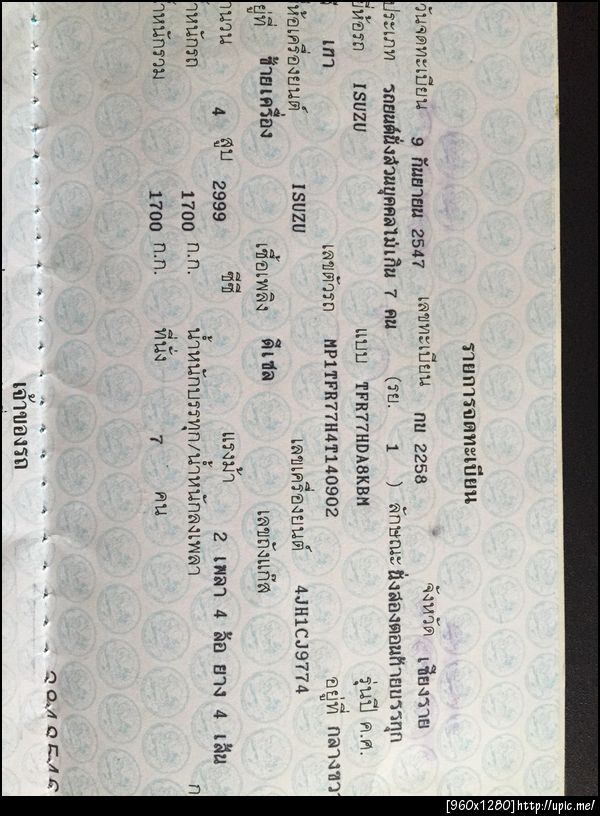 รายการจดทะเบียน
วันจดทะเบียน 9 กันยายน 2547 เลขทะเบียน กข 2258 จังหวัด เชียงราย
ประเภท รถยนต์นั่งส่วนบุคคลไม่เกิน 7 คน (รย. 1 ) ลักษณะ นั่งสองตอนท้ายบรรทุก
ยี่ห้อรถ ISUZU แบบ TFR77HDA8KBM รุ่นปี ค.ศ.
เทา เลขตัวรถ MP1TFR77H4T140902 อยู่ที่ กลางขวา
ยี่ห้อเครื่องยนต์ ISUZU เลขเครื่องยนต์ 4JH1CJ9774
อยู่ที่ ซ้ายเครื่อง เชื้อเพลิง ดีเซล เลขถังแก๊ส
จำนวน 4 สูบ 2999 ซีซี แรงม้า 2 เพลา 4 ล้อ ยาง 4 เส้น
น้ำหนักรถ 1700 ก.ก. น้ำหนักบรรทุก/น้ำหนักลงเพลา ก
น้ำหนักรวม 1700 ก.ก. ที่นั่ง 7 คน
เจ้าของรถ
[960x1280]http://upic.me/